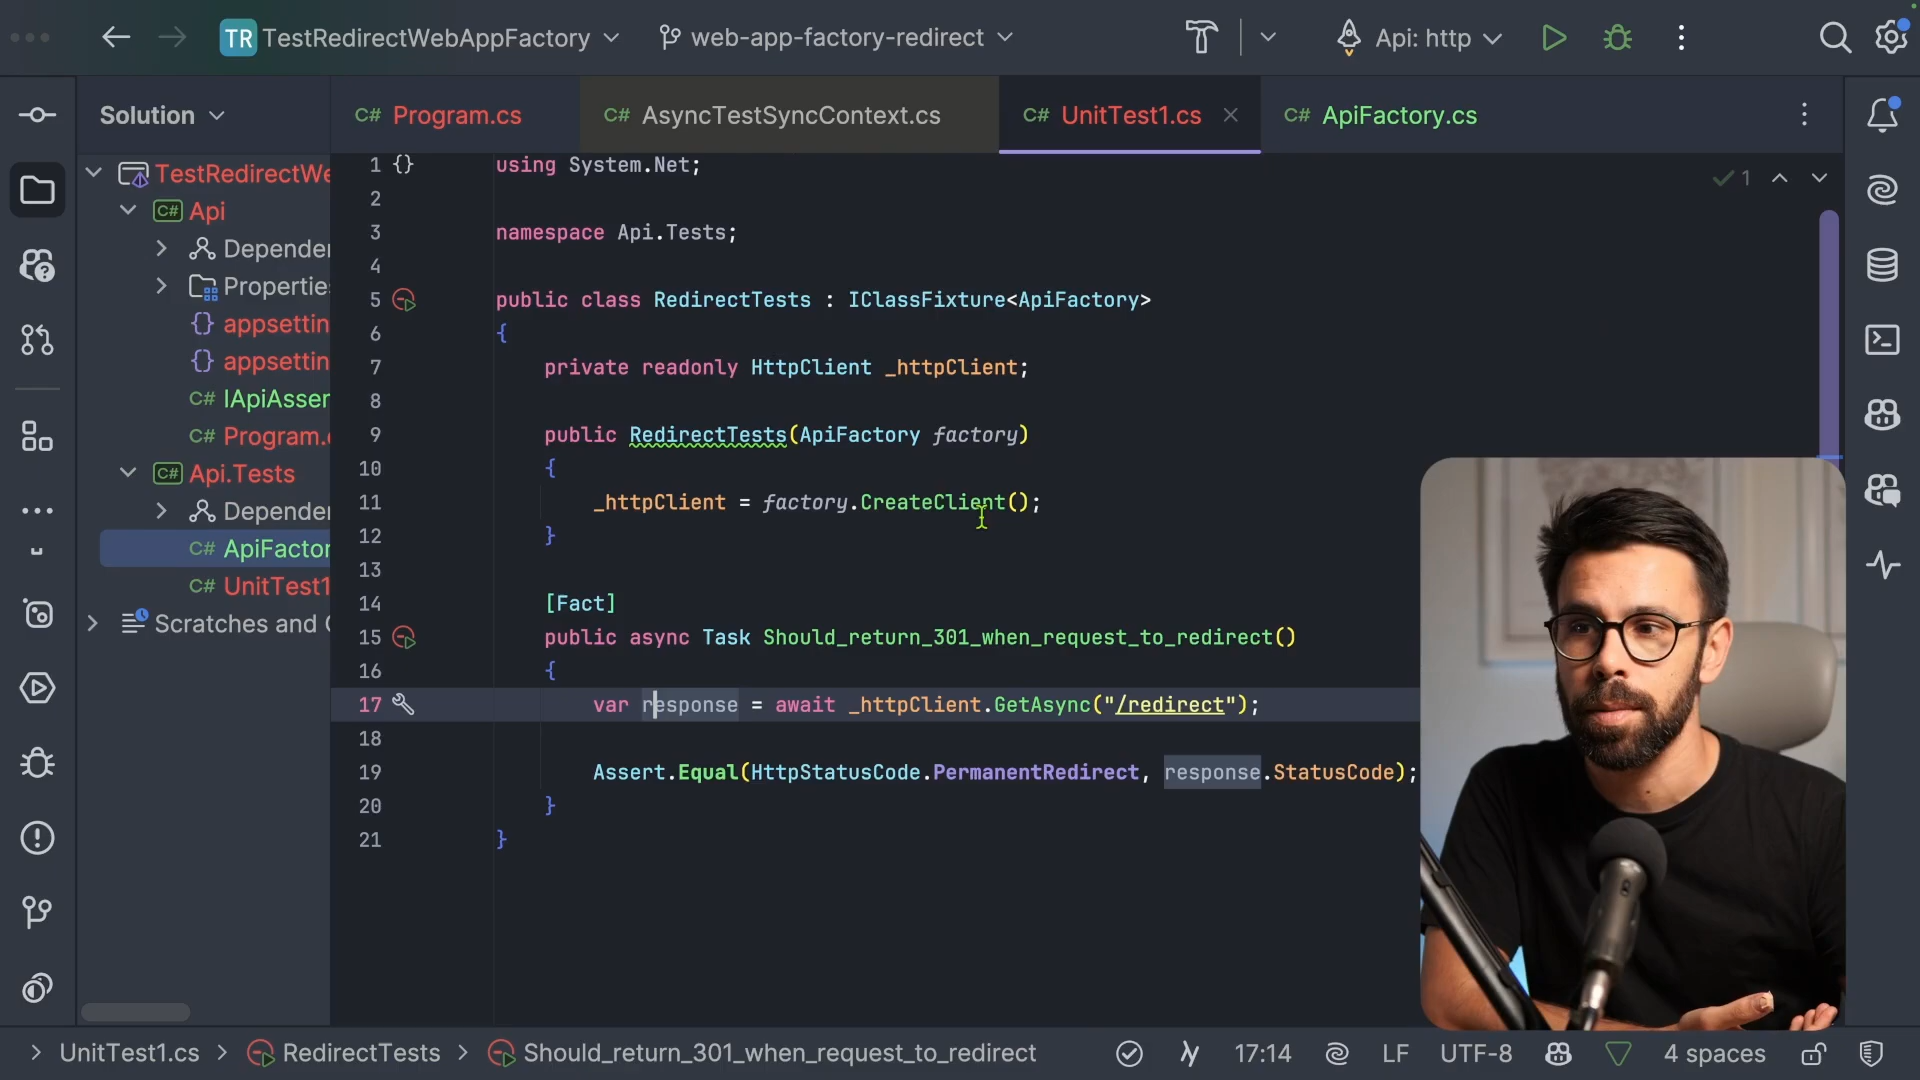 TR TestRedirectWebAppFactory web-app-factory-redirect Api: http
Solution
C# Program.cs C# AsyncTestSyncContext.cs C# UnitTest1.cs C# ApiFactory.cs
TestRedirectWe
C# Api
Depende
Propertie
{} appsettin
{} appsettin
C# IApiAsser
C# Program.
C# Api.Tests
Depende
C# ApiFactor
C# UnitTest1
Scratches and
1 {} using System.Net;
2
3 namespace Api.Tests;
4
5 public class RedirectTests : IClassFixture<ApiFactory>
6 {
7 private readonly HttpClient _httpClient;
8
9 public RedirectTests(ApiFactory factory)
10 {
11 _httpClient = factory.CreateClient();
12 }
13
14 [Fact]
15 public async Task Should_return_301_when_request_to_redirect()
16 {
17 var response = await _httpClient.GetAsync("/redirect");
18
19 Assert.Equal(HttpStatusCode.PermanentRedirect, response.StatusCode);
20 }
21 }
1
UnitTest1.cs RedirectTests Should_return_301_when_request_to_redirect 17:14 LF UTF-8 4 spaces